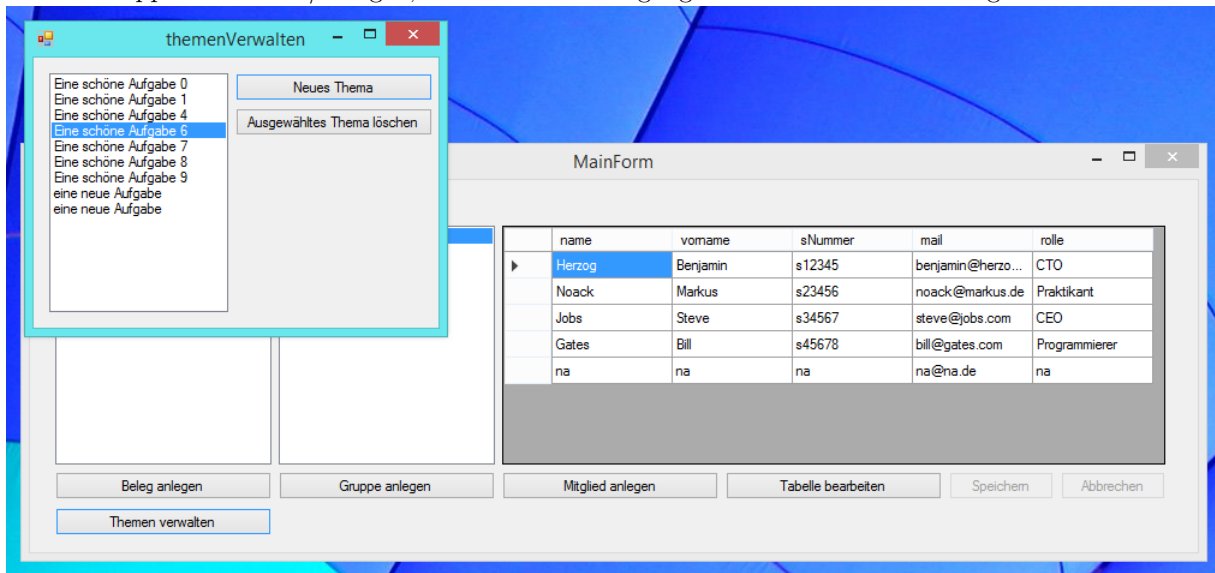 themenVerwalten
Eine schöne Aufgabe 0
Eine schöne Aufgabe 1
Eine schöne Aufgabe 4
Eine schöne Aufgabe 6
Eine schöne Aufgabe 7
Eine schöne Aufgabe 8
Eine schöne Aufgabe 9
eine neue Aufgabe
eine neue Aufgabe
Neues Thema
Ausgewähltes Thema löschen
MainForm
name vorname sNummer mail rolle
Herzog Benjamin s12345 benjamin@herzo... CTO
Noack Markus s23456 noack@markus.de Praktikant
Jobs Steve s34567 steve@jobs.com CEO
Gates Bill s45678 bill@gates.com Programmierer
na na na na@na.de na
Beleg anlegen Gruppe anlegen Mitglied anlegen Tabelle bearbeiten Speichern Abbrechen
Themen verwalten